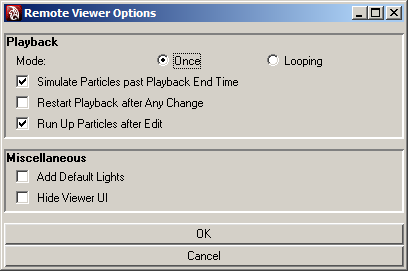 Remote Viewer Options
Playback
Mode: Once Looping
Simulate Particles past Playback End Time
Restart Playback after Any Change
Run Up Particles after Edit
Miscellaneous
Add Default Lights
Hide Viewer UI
OK
Cancel